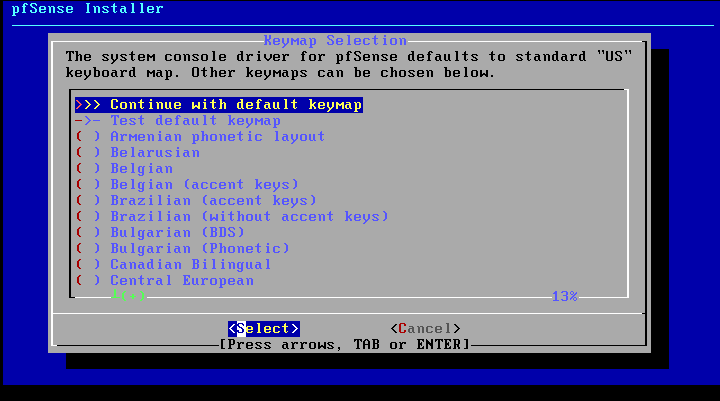 pfSense Installer
Keymap Selection
The system console driver for pfSense defaults to standard "US"
keyboard map. Other keymaps can be chosen below.
>>> Continue with default keymap
->- Test default keymap
( ) Armenian phonetic layout
( ) Belarusian
( ) Belgian
( ) Belgian (accent keys)
( ) Brazilian (accent keys)
( ) Brazilian (without accent keys)
( ) Bulgarian (BDS)
( ) Bulgarian (Phonetic)
( ) Canadian Bilingual
( ) Central European
↑(+) 13%
<Select> <Cancel>
[Press arrows, TAB or ENTER]